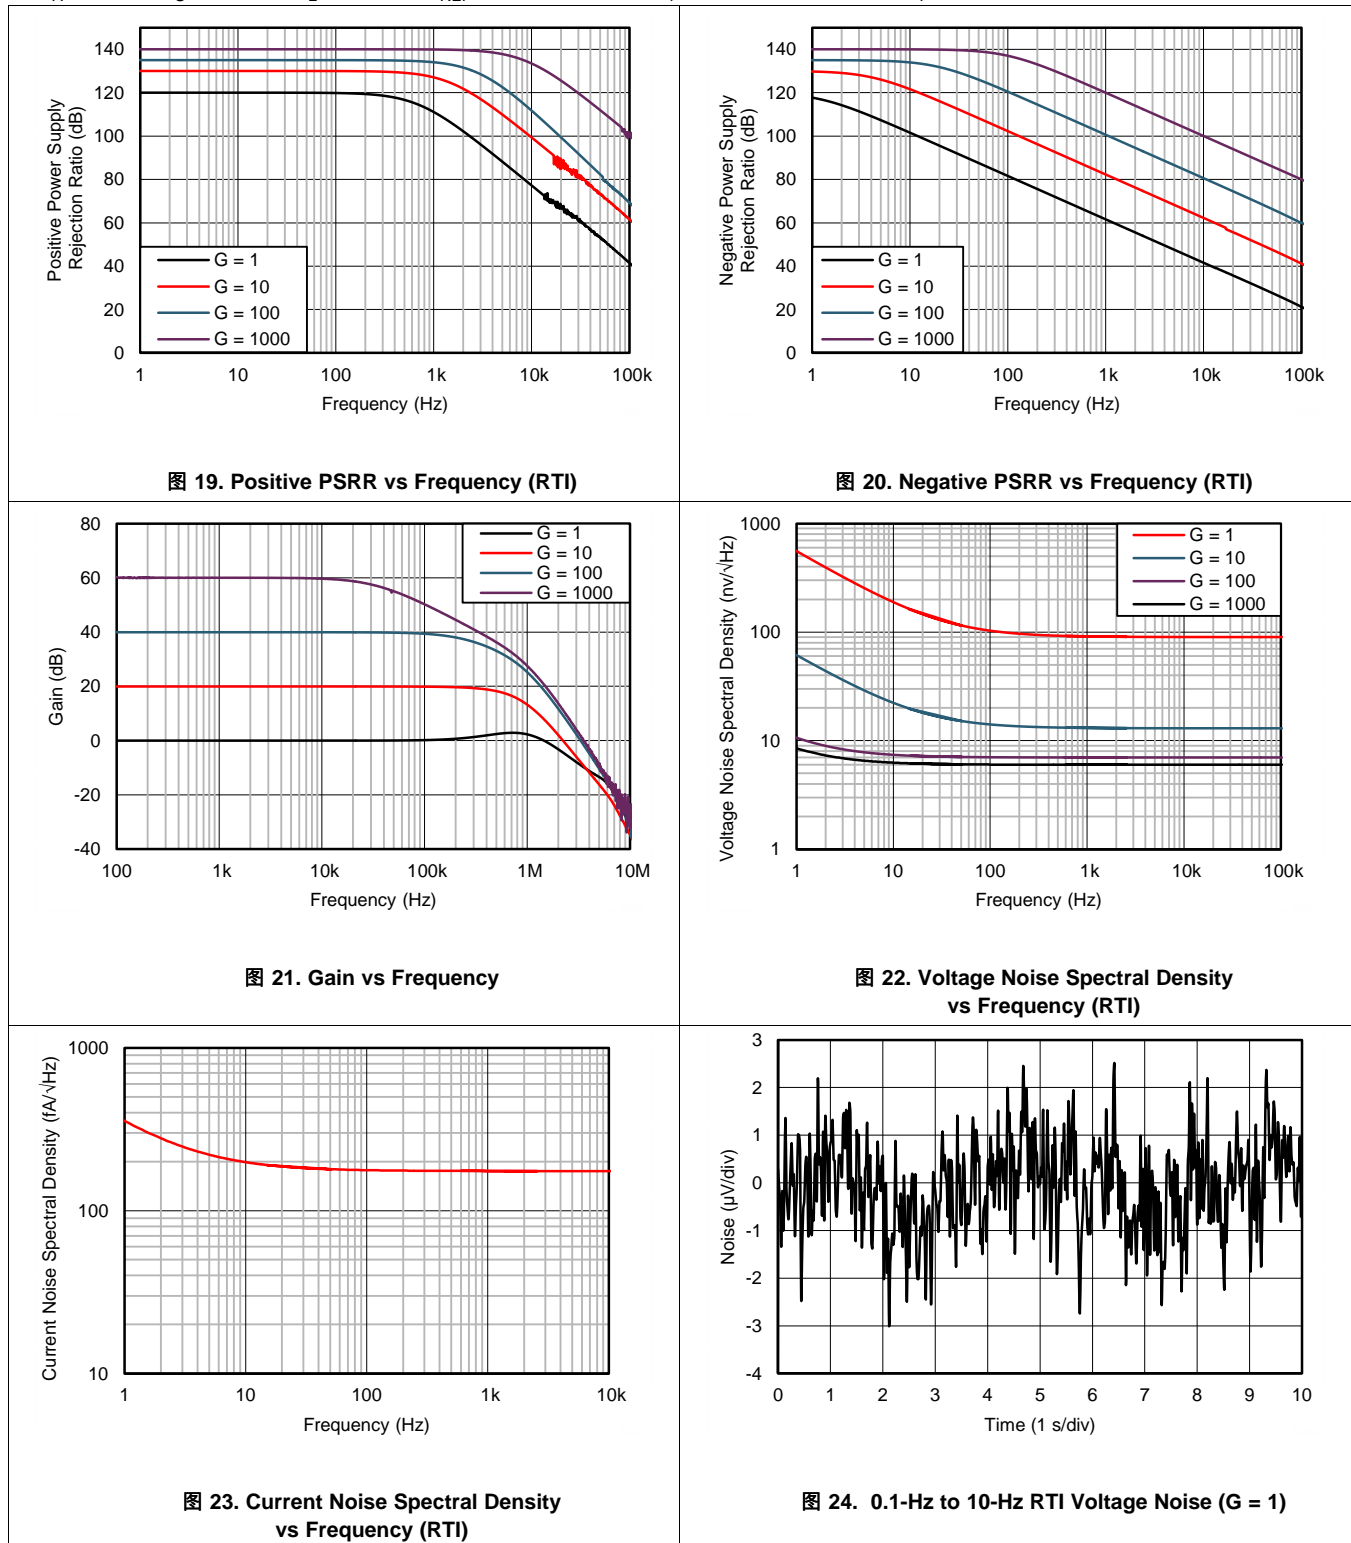 140
120
100
80
60
40
20
0
Positive Power Supply
Rejection Ratio (dB)
G = 1
G = 10
G = 100
G = 1000
1
10
100
1k
10k
100k
Frequency (Hz)
图 19. Positive PSRR vs Frequency (RTI)
140
120
100
80
60
40
20
0
Negative Power Supply
Rejection Ratio (dB)
G = 1
G = 10
G = 100
G = 1000
1
10
100
1k
10k
100k
Frequency (Hz)
图 20. Negative PSRR vs Frequency (RTI)
80
60
40
20
0
-20
-40
Gain (dB)
G = 1
G = 10
G = 100
G = 1000
100
1k
10k
100k
1M
10M
Frequency (Hz)
图 21. Gain vs Frequency
1000
100
10
1
Voltage Noise Spectral Density (nv/√Hz)
G = 1
G = 10
G = 100
G = 1000
1
10
100
1k
10k
100k
Frequency (Hz)
图 22. Voltage Noise Spectral Density
vs Frequency (RTI)
1000
100
10
Current Noise Spectral Density (fA/√Hz)
1
10
100
1k
10k
Frequency (Hz)
图 23. Current Noise Spectral Density
vs Frequency (RTI)
3
2
1
0
-1
-2
-3
-4
Noise (µV/div)
0
1
2
3
4
5
6
7
8
9
10
Time (1 s/div)
图 24. 0.1-Hz to 10-Hz RTI Voltage Noise (G = 1)